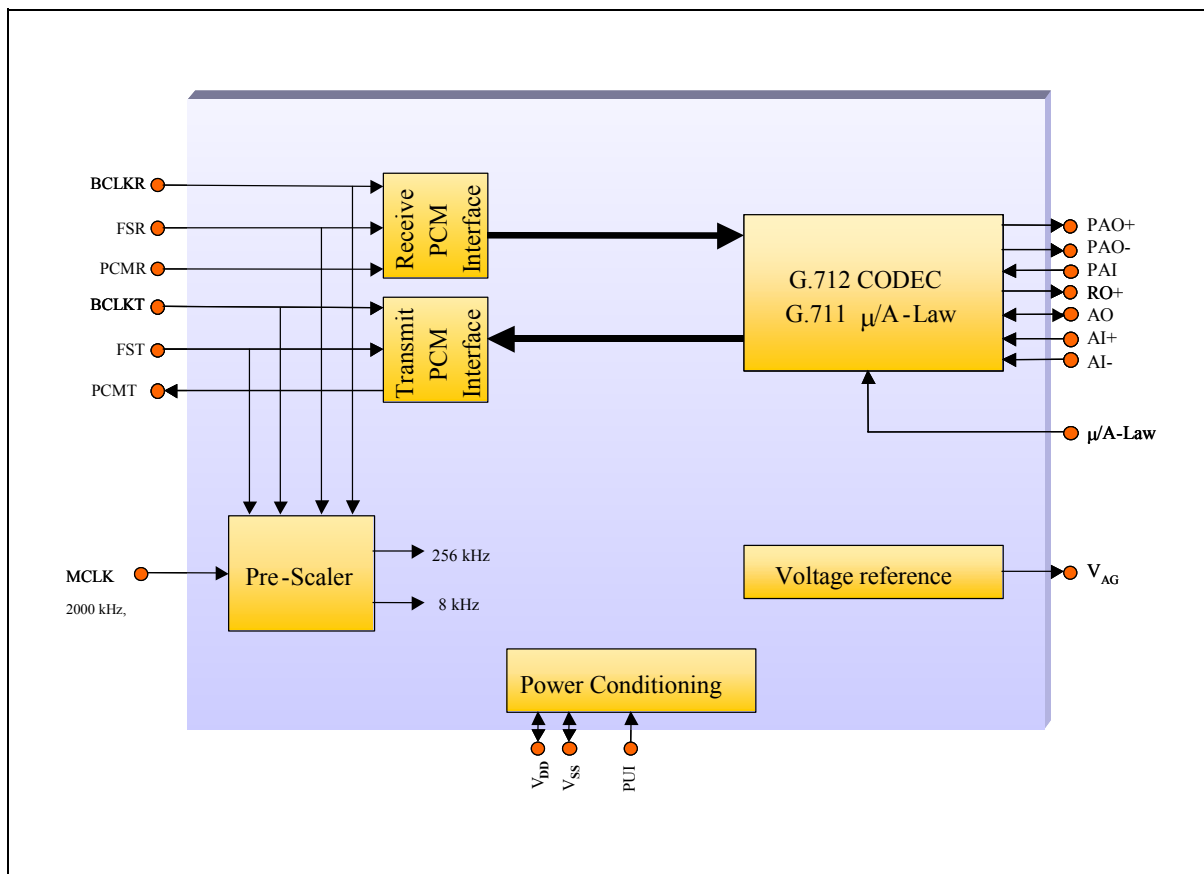 BCLKR
FSR
PCMR
BCLKT
FST
PCMT
Receive
PCM
Interface
Transmit
PCM
Interface
G.712 CODEC
G.711 μ/A-Law
PAO+
PAO-
PAI
RO+
AO
AI+
AI-
μ/A-Law
MCLK
2000 kHz,
Pre-Scaler
256 kHz
8 kHz
Voltage reference
VAG
Power Conditioning
VDD
VSS
PUI